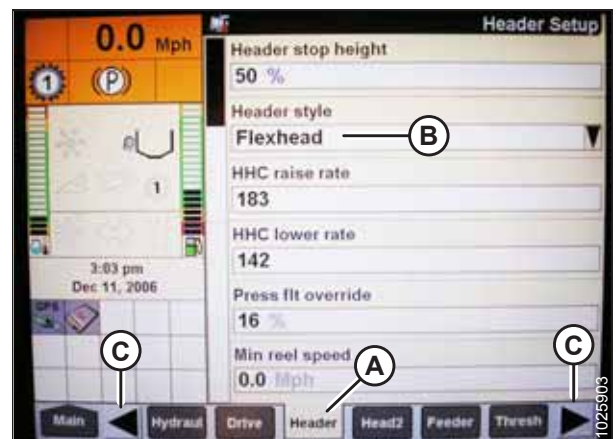 Header Setup
0.0 Mph
1 P
1
3:03 pm
Dec 11, 2006
GPS
Header stop height
50 %
Header style
Flexhead
B
HHC raise rate
183
HHC lower rate
142
Press flt override
16 %
Min reel speed
0.0 Mph
A
C
C
Main Hydraul Drive Header Head2 Feeder Thresh
1025903